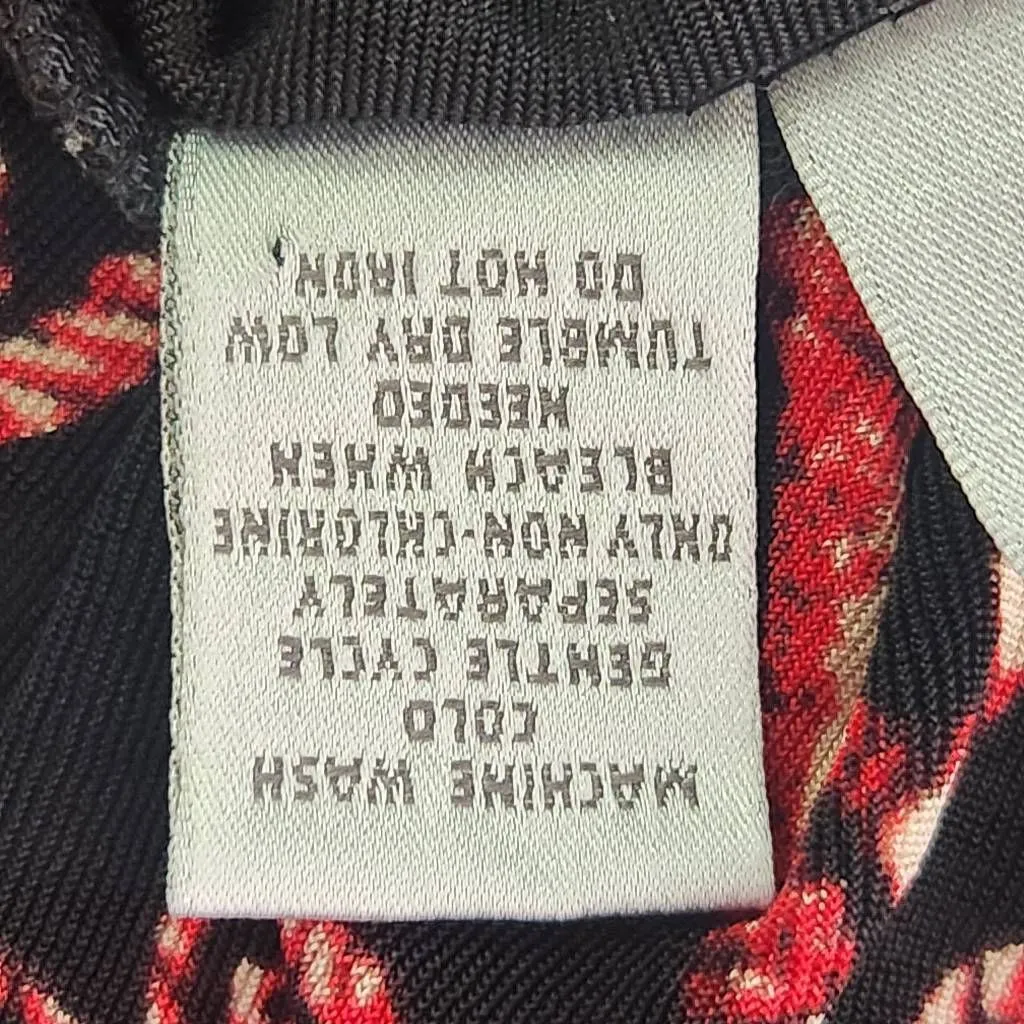 MACHINE WASH
COLD
GENTLE CYCLE
SEPARATELY
ONLY NON-CHLORINE
BLEACH WHEN
NEEDED
TUMBLE DRY LOW
DO NOT IRON